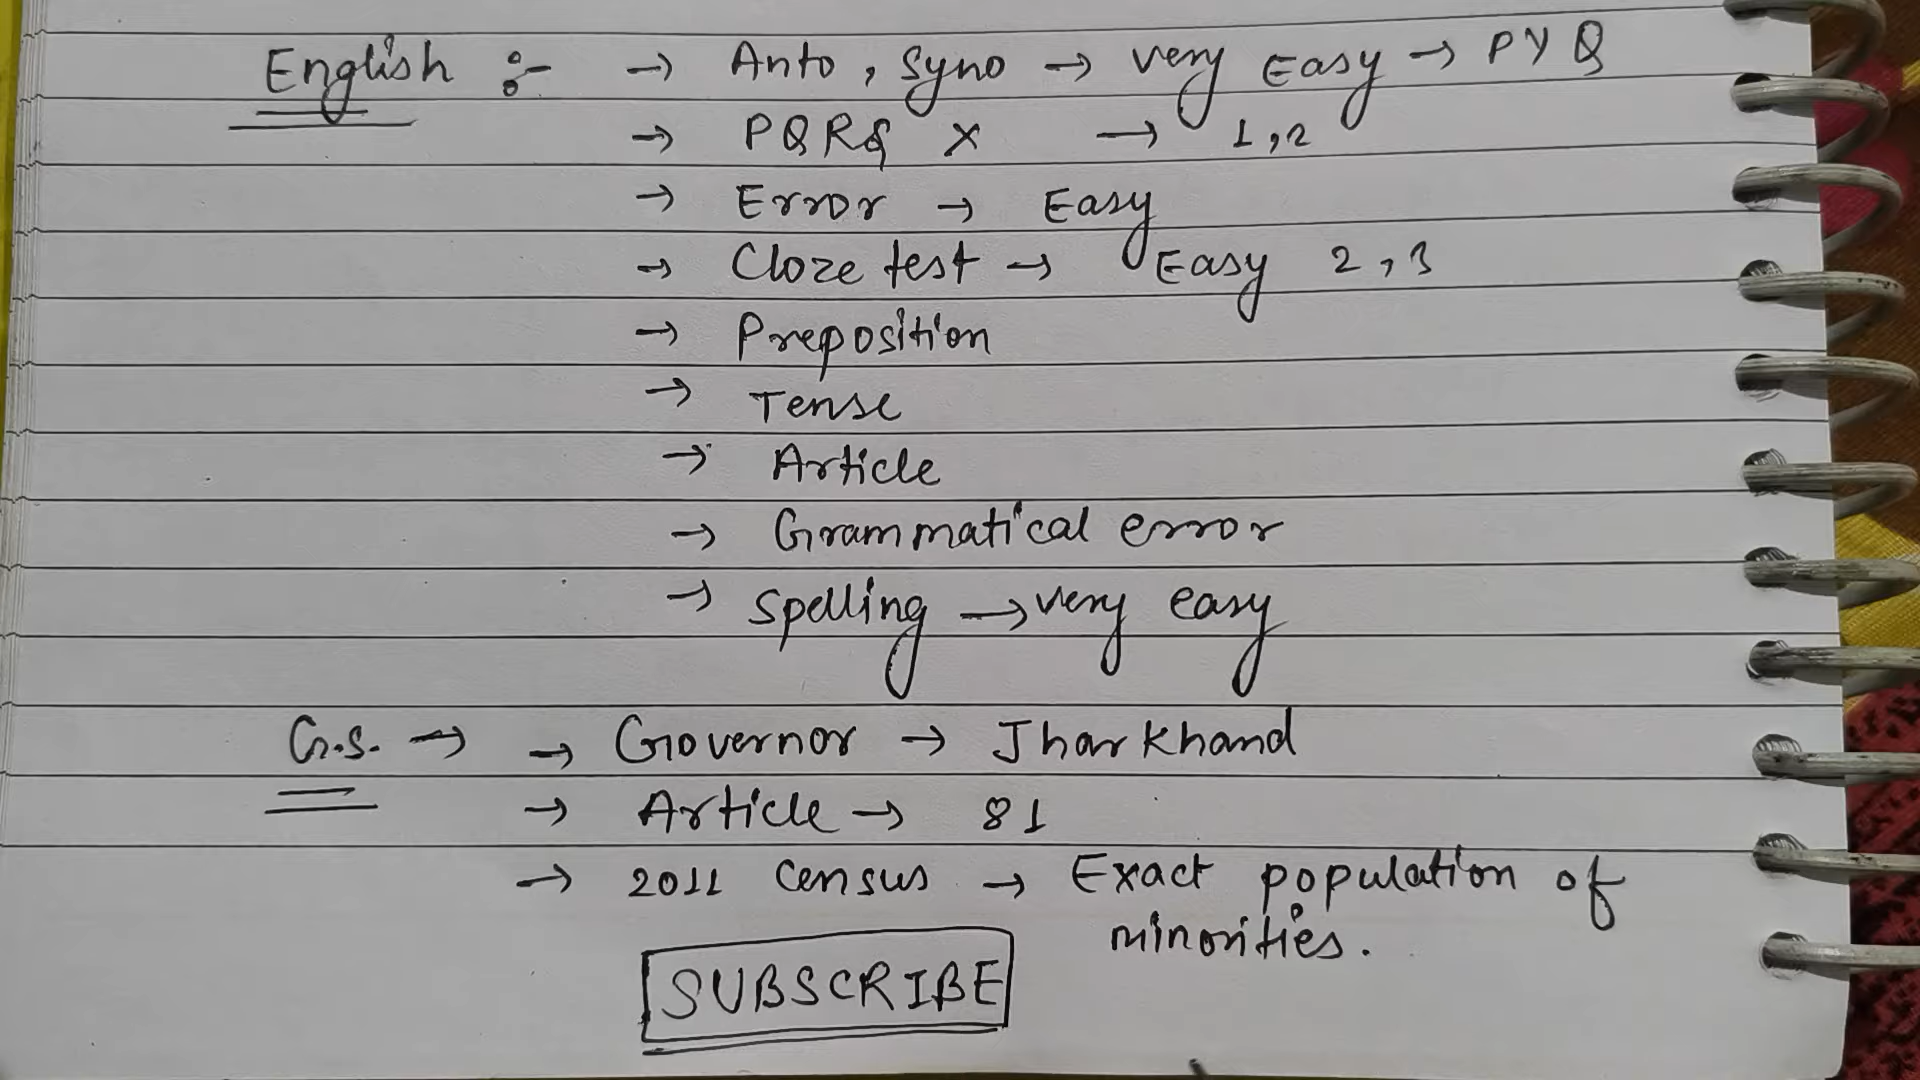 English :- → Anto, Syno → very Easy → PYQ
→ PQRS × → 1,2
→ Error → Easy
→ Cloze test → Easy 2,3
→ Preposition
→ Tense
→ Article
→ Grammatical error
→ Spelling → very easy
G.S. → → Governor → Jharkhand
→ Article → 81
→ 2011 Census → Exact population of
minorities.
SUBSCRIBE